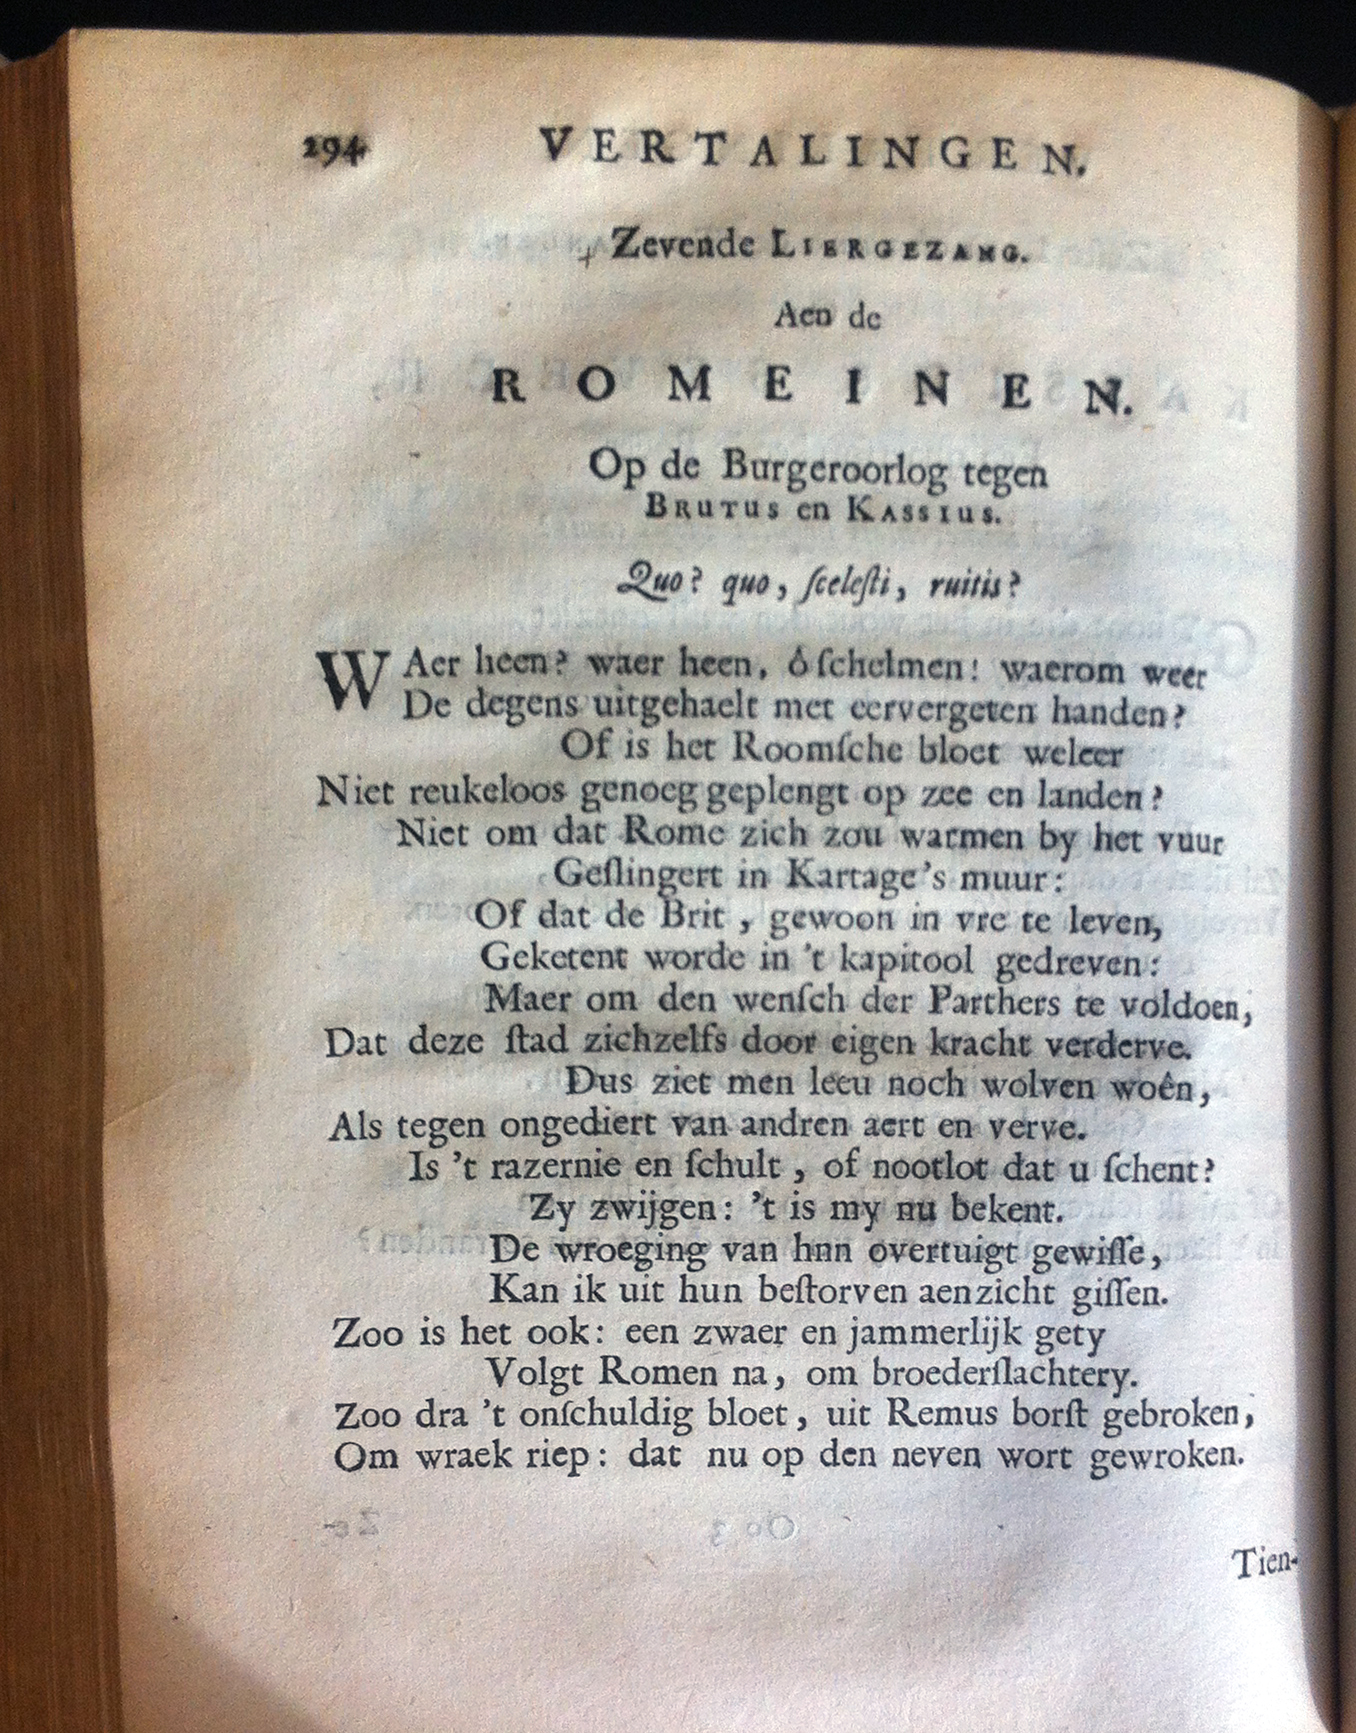 294 VERTALINGEN.
Zevende LIERGEZANG.
Aen de
ROMEINEN.
Op de Burgeroorlog tegen
BRUTUS en KASSIUS.
Quo? quo, ſceleſti, ruitis?
WAer heen? waer heen, ô ſchelmen! waerom weer
De degens uitgehaelt met eervergeten handen?
Of is het Roomſche bloet weleer
Niet reukeloos genoeg geplengt op zee en landen?
Niet om dat Rome zich zou warmen by het vuur
Geſlingert in Kartage's muur:
Of dat de Brit, gewoon in vre te leven,
Geketent worde in 't kapitool gedreven:
Maer om den wenſch der Parthers te voldoen,
Dat deze ſtad zichzelfs door eigen kracht verderve.
Dus ziet men leeu noch wolven woên,
Als tegen ongediert van andren aert en verve.
Is 't razernie en ſchult, of nootlot dat u ſchent?
Zy zwijgen: 't is my nu bekent.
De wroeging van hnn overtuigt gewiſſe,
Kan ik uit hun beſtorven aenzicht giſſen.
Zoo is het ook: een zwaer en jammerlijk gety
Volgt Romen na, om broederſlachtery.
Zoo dra 't onſchuldig bloet, uit Remus borſt gebroken,
Om wraek riep: dat nu op den neven wort gewroken.
Tien-